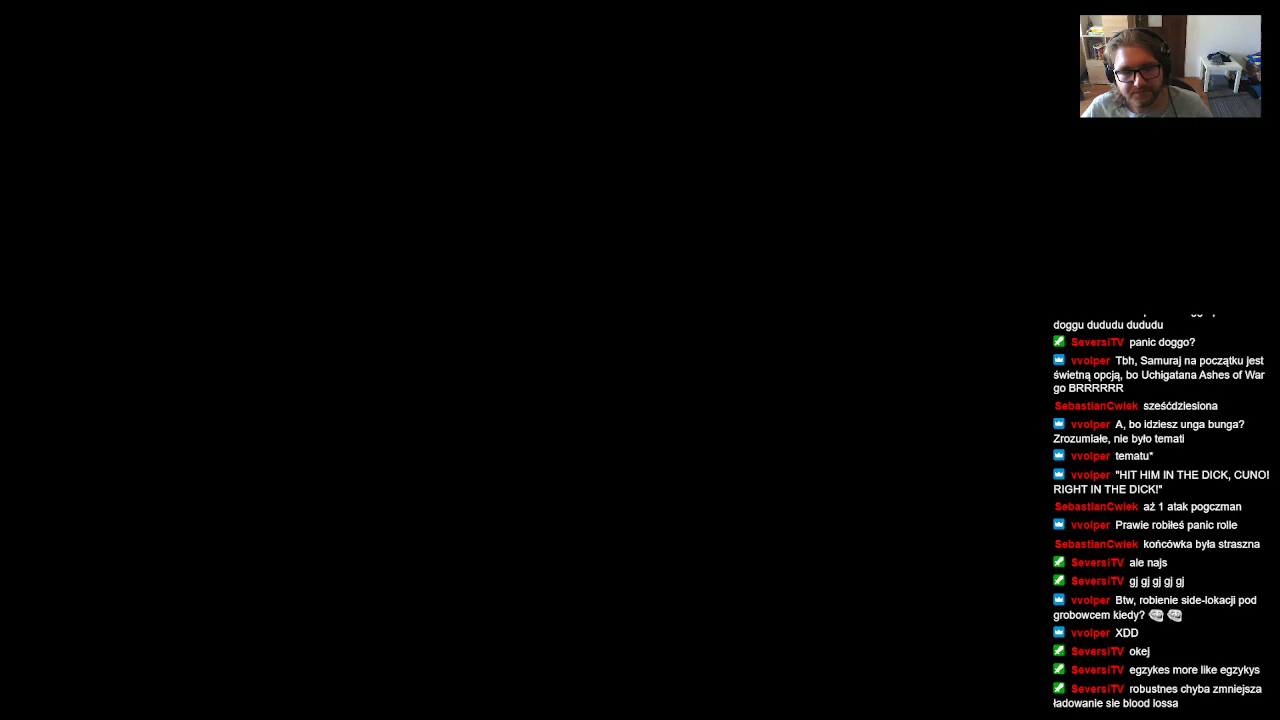 doggu dududu dududu
SeversiTV panic doggo?
vvolper Tbh, Samuraj na początku jest
świetną opcją, bo Uchigatana Ashes of War
go BRRRRRR
SebastianCwiek sześćdziesiona
vvolper A, bo idziesz unga bunga?
Zrozumiałe, nie było temati
vvolper tematu*
vvolper "HIT HIM IN THE DICK, CUNO!
RIGHT IN THE DICK!"
SebastianCwiek aż 1 atak pogczman
vvolper Prawie robiłeś panic rolle
SebastianCwiek końcówka była straszna
SeversiTV ale najs
SeversiTV gj gj gj gj gj
vvolper Btw, robienie side-lokacji pod
grobowcem kiedy?
vvolper XDD
SeversiTV okej
SeversiTV egzykes more like egzykys
SeversiTV robustnes chyba zmniejsza
ładowanie sie blood lossa